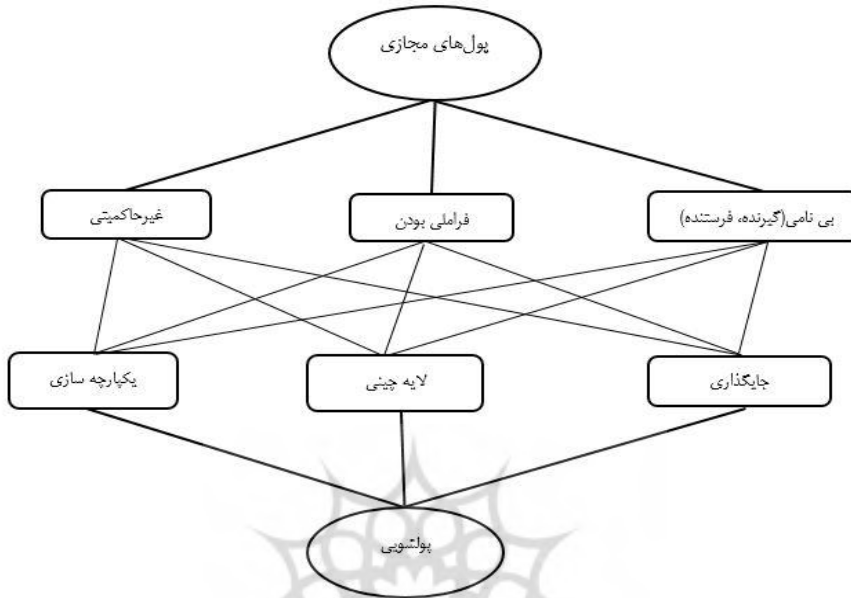 پول‌های مجازی
بی نامی(گیرنده، فرستنده)
فراملی بودن
غیرحاکمیتی
جایگذاری
لایه چینی
یکپارچه سازی
پولشویی